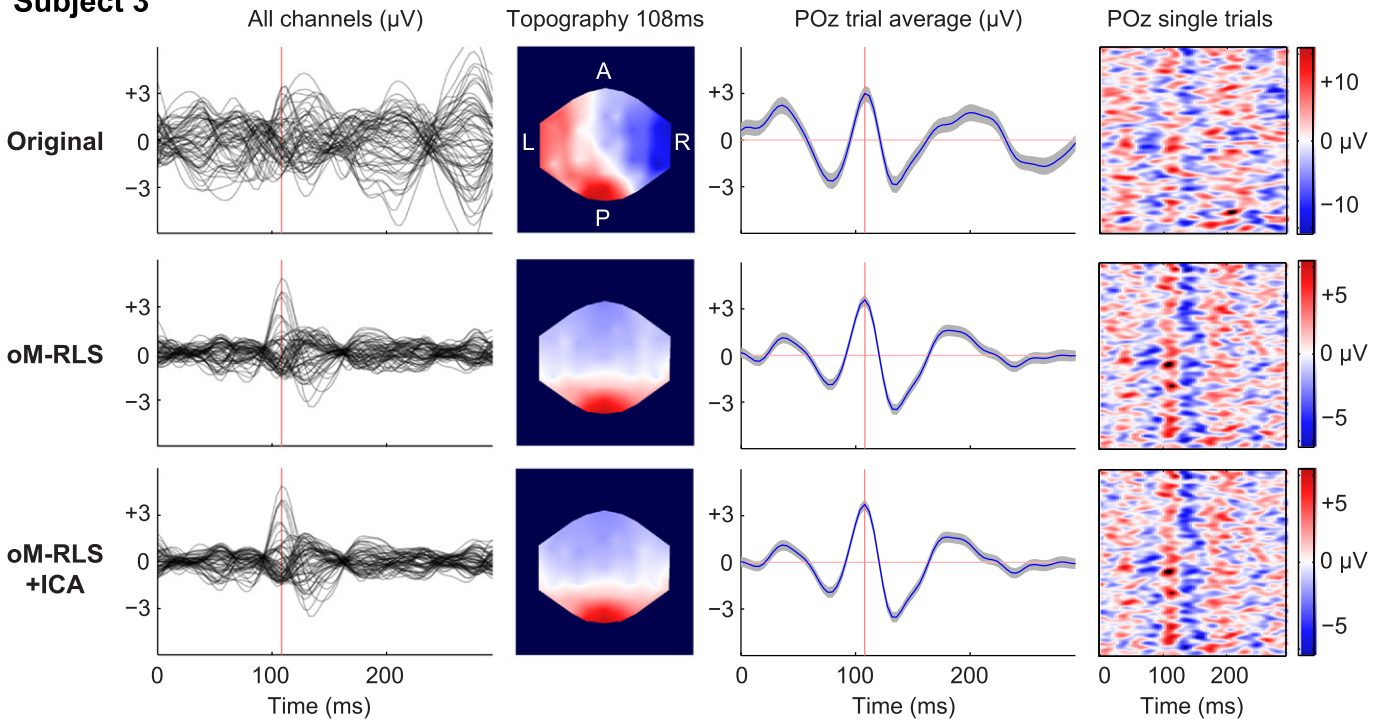 Subject 3
All channels (µV) Topography 108ms POz trial average (µV) POz single trials
Original
+3
0
−3
A
L R
P
+3
0
−3
+10
0 µV
−10
oM-RLS
+3
0
−3
+3
0
−3
+5
0 µV
−5
oM-RLS
+ICA
+3
0
−3
+3
0
−3
+5
0 µV
−5
0 100 200
Time (ms)
0 100 200
Time (ms)
0 100 200
Time (ms)